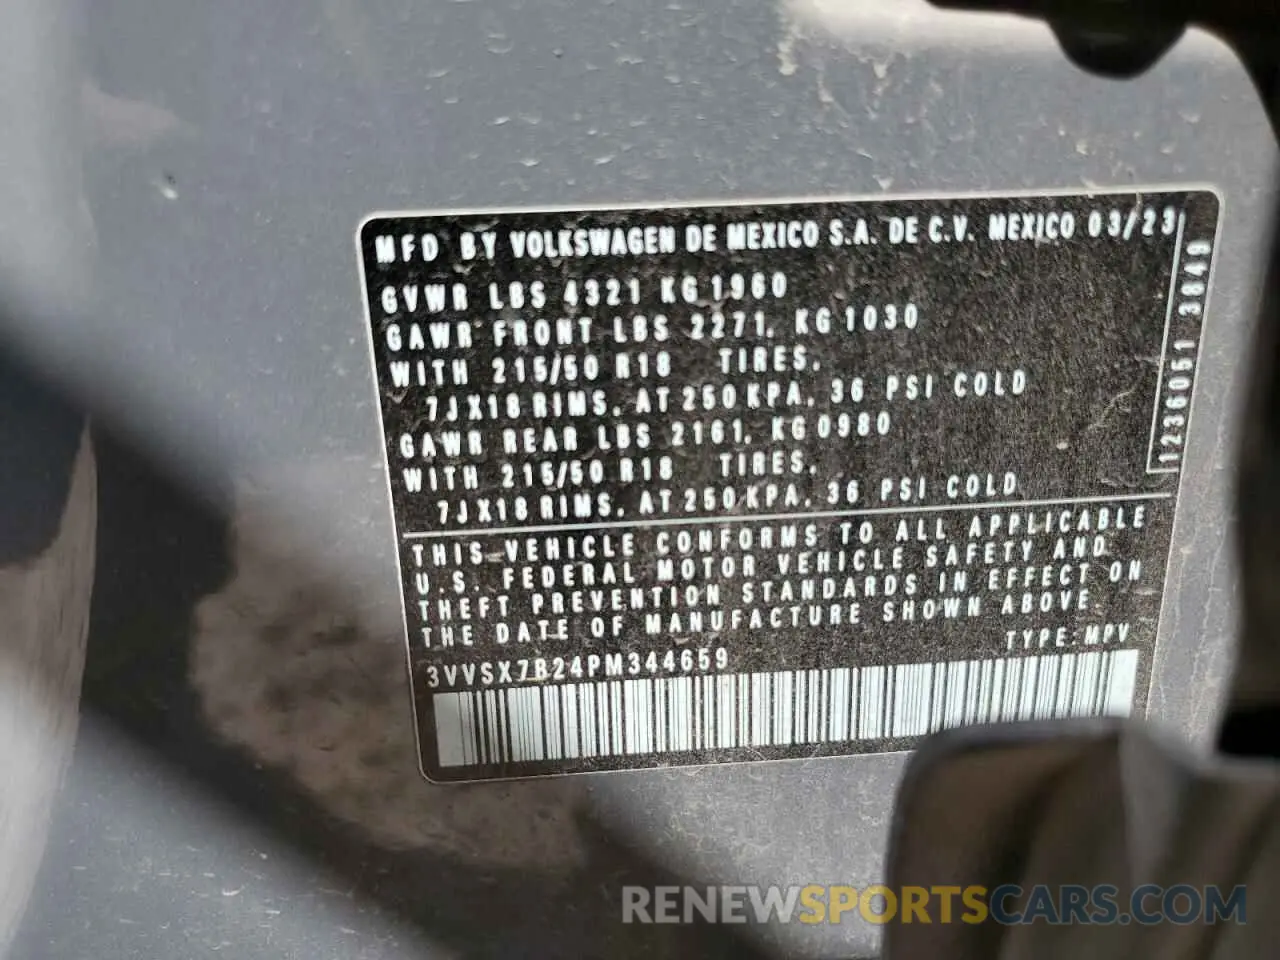 MFD BY VOLKSWAGEN DE MEXICO S.A. DE C.V. MEXICO 03/23
GVWR LBS 4321 KG 1960
GAWR FRONT LBS 2271, KG 1030
WITH 215/50 R18 TIRES,
7JX18 RIMS, AT 250 KPA, 36 PSI COLD
GAWR REAR LBS 2161, KG 0980
WITH 215/50 R18 TIRES,
7JX18 RIMS, AT 250 KPA, 36 PSI COLD
1236051 3849
THIS VEHICLE CONFORMS TO ALL APPLICABLE
U.S. FEDERAL MOTOR VEHICLE SAFETY AND
THEFT PREVENTION STANDARDS IN EFFECT ON
THE DATE OF MANUFACTURE SHOWN ABOVE.
TYPE: MPV
3VVSX7B24PM344659
RENEWSPORTSCARS.COM